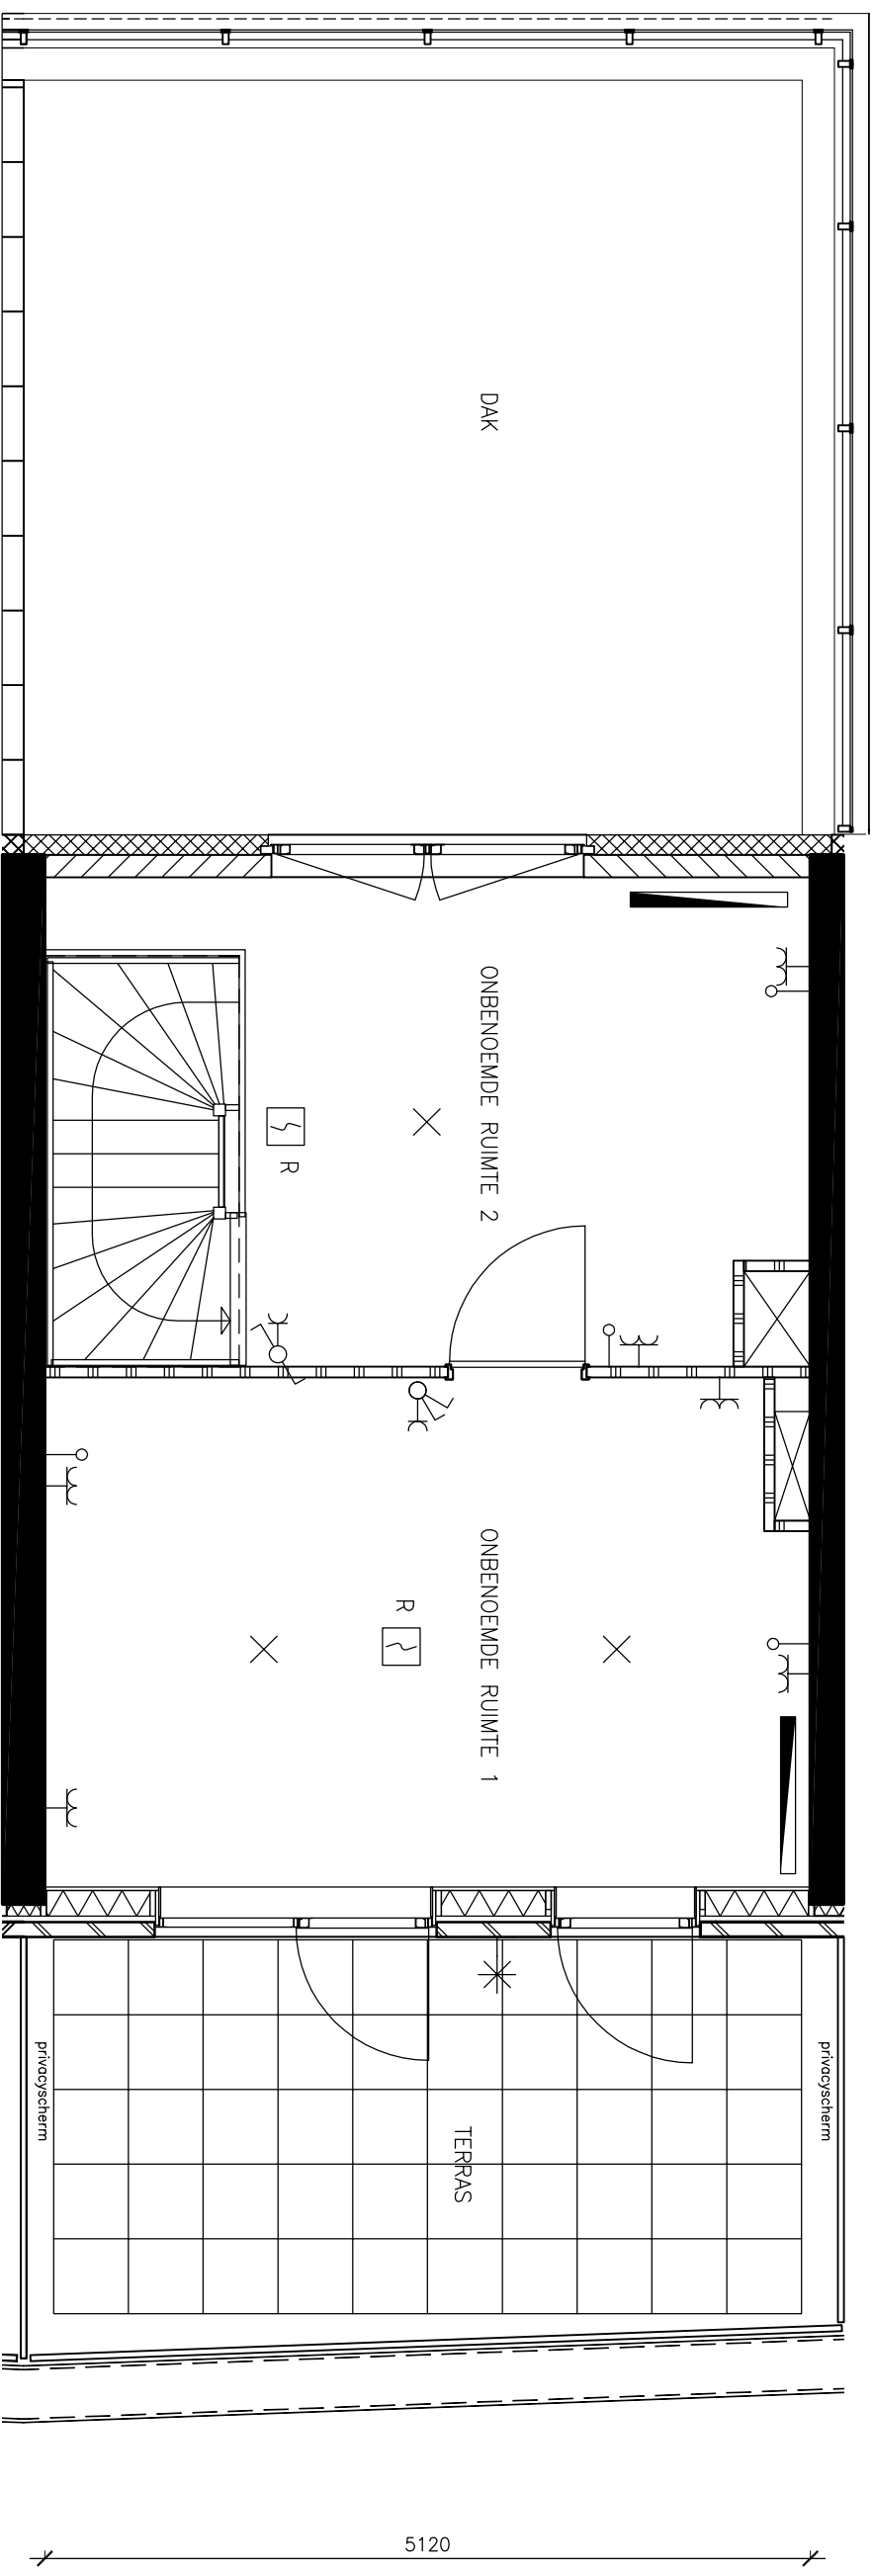 DAK
ONBENOEMDE RUIMTE 2
R
ONBENOEMDE RUIMTE 1
R
privacyscherm
privacyscherm
TERRAS
5120